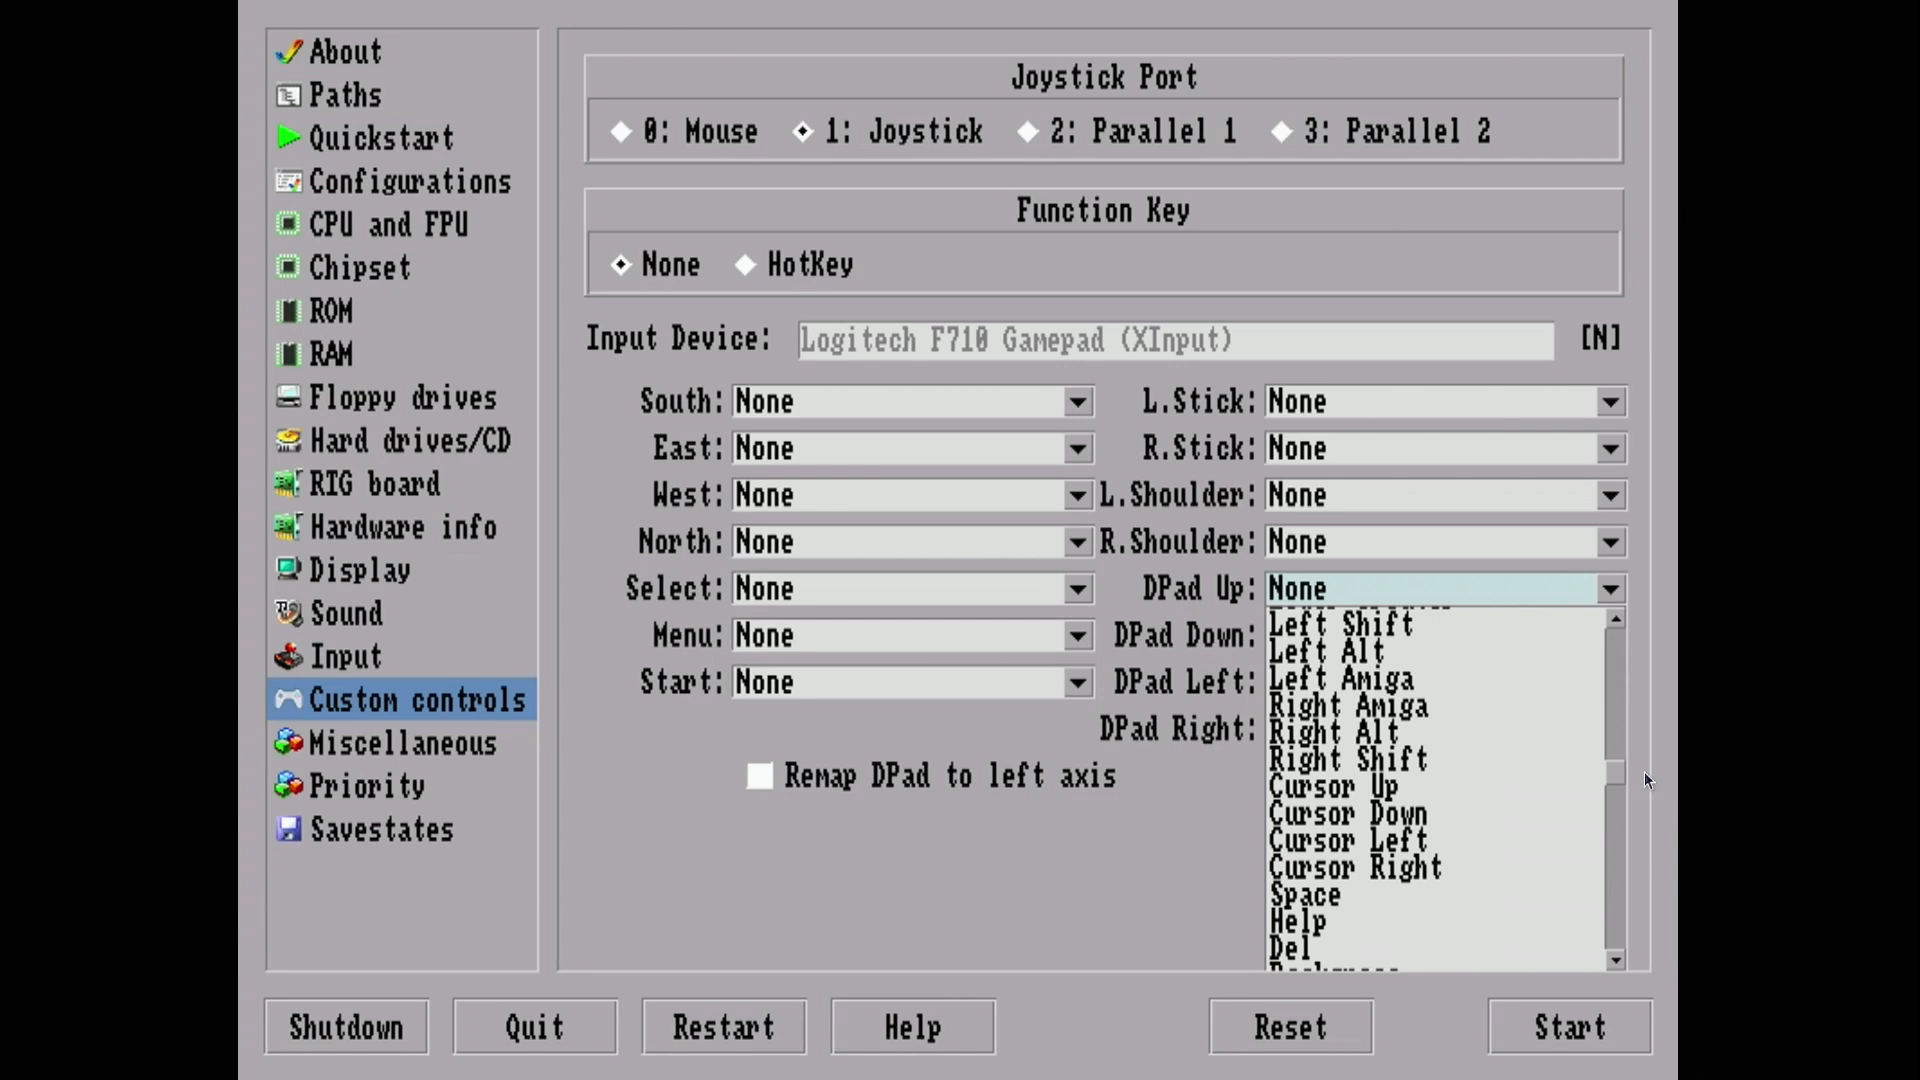 About
Paths
Quickstart
Configurations
CPU and FPU
Chipset
ROM
RAM
Floppy drives
Hard drives/CD
RTG board
Hardware info
Display
Sound
Input
Custom controls
Miscellaneous
Priority
Savestates
Joystick Port
0: Mouse 1: Joystick 2: Parallel 1 3: Parallel 2
Function Key
None HotKey
Input Device: Logitech F710 Gamepad (XInput) [N]
South: None L.Stick: None
East: None R.Stick: None
West: None L.Shoulder: None
North: None R.Shoulder: None
Select: None DPad Up: None
Menu: None DPad Down:
Start: None DPad Left:
DPad Right:
Remap DPad to left axis
Left Shift
Left Alt
Left Amiga
Right Amiga
Right Alt
Right Shift
Cursor Up
Cursor Down
Cursor Left
Cursor Right
Space
Help
Del
Shutdown Quit Restart Help Reset Start